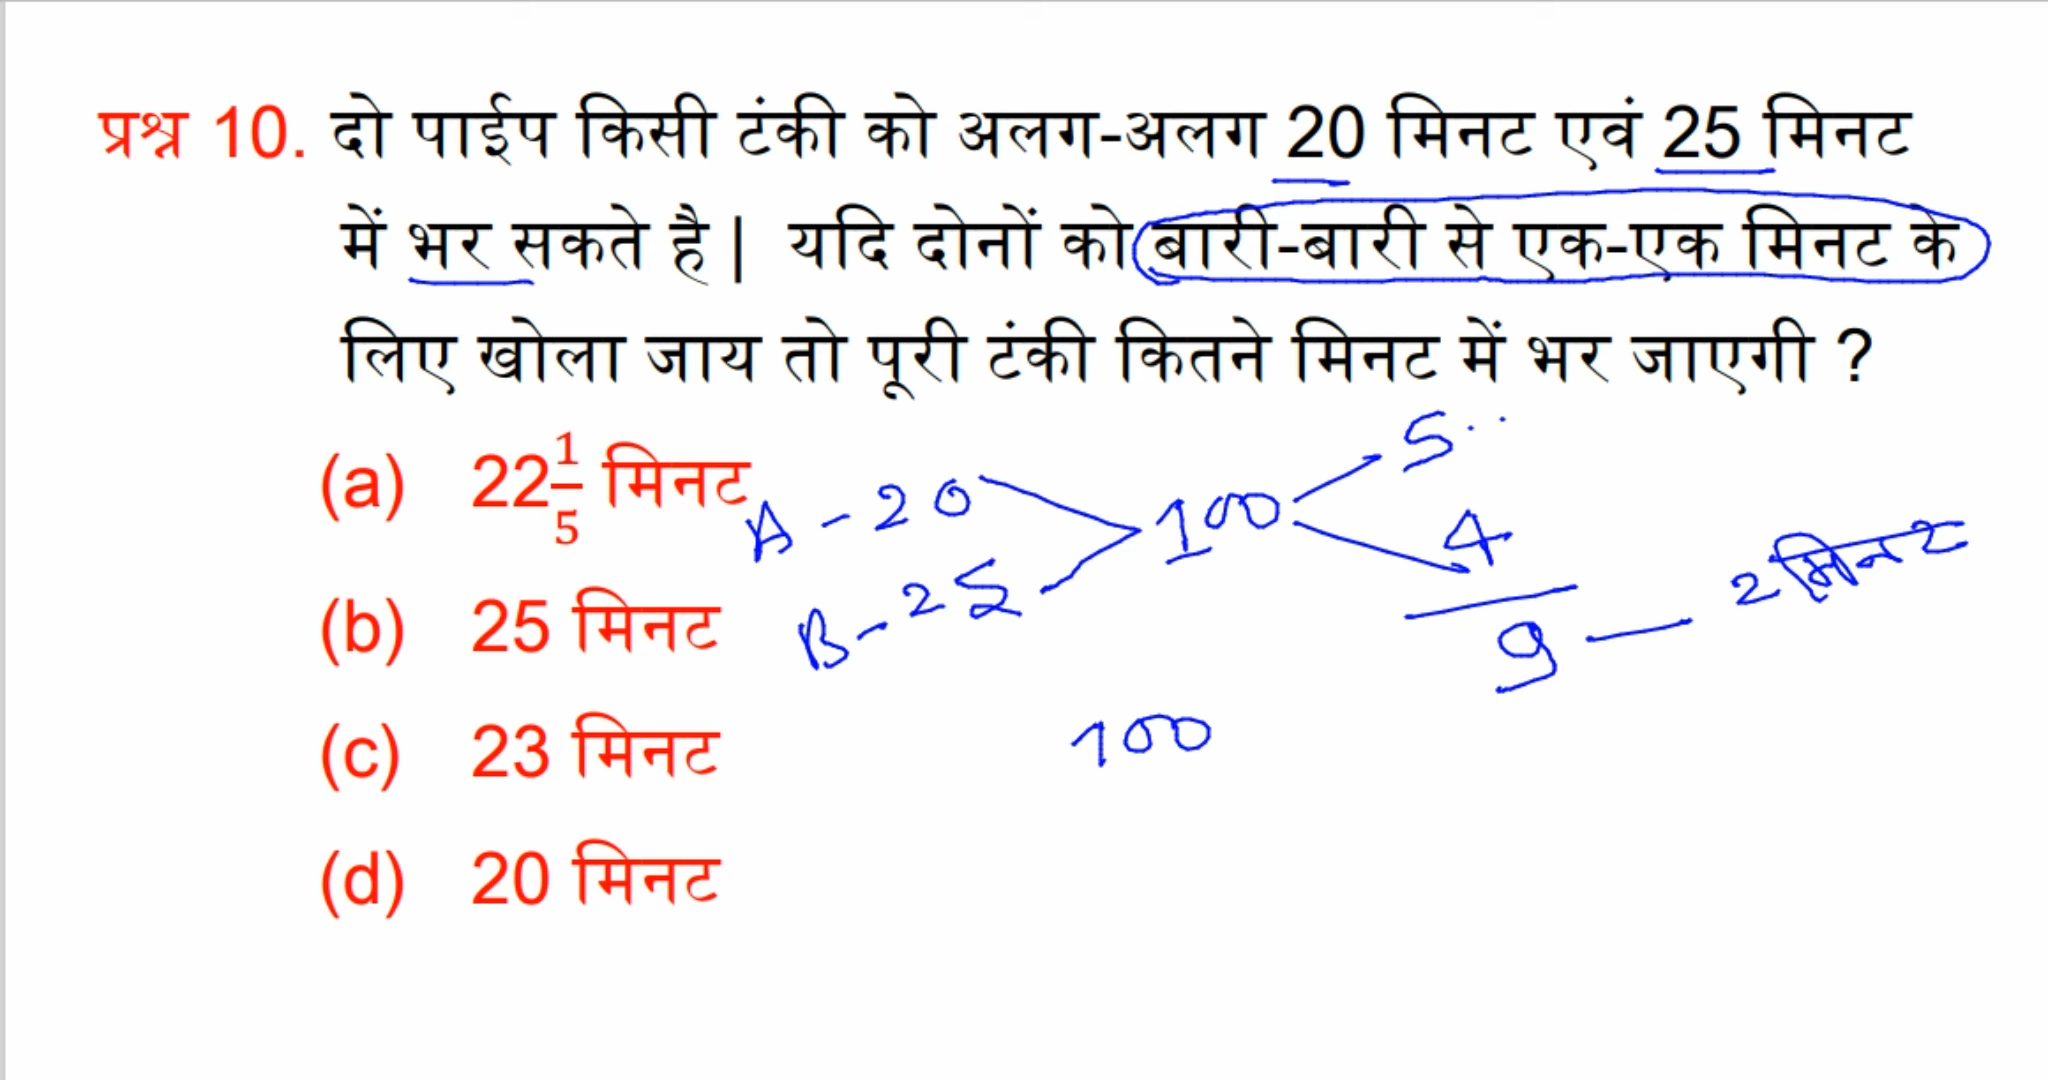 प्रश्न 10. दो पाईप किसी टंकी को अलग-अलग 20 मिनट एवं 25 मिनट
में भर सकते है | यदि दोनों को बारी-बारी से एक-एक मिनट के
लिए खोला जाय तो पूरी टंकी कितने मिनट में भर जाएगी ?
(a) 22 1/5 मिनट
A - 20
B - 25
100
5
4
9 — 2 मिनट
(b) 25 मिनट
(c) 23 मिनट
100
(d) 20 मिनट